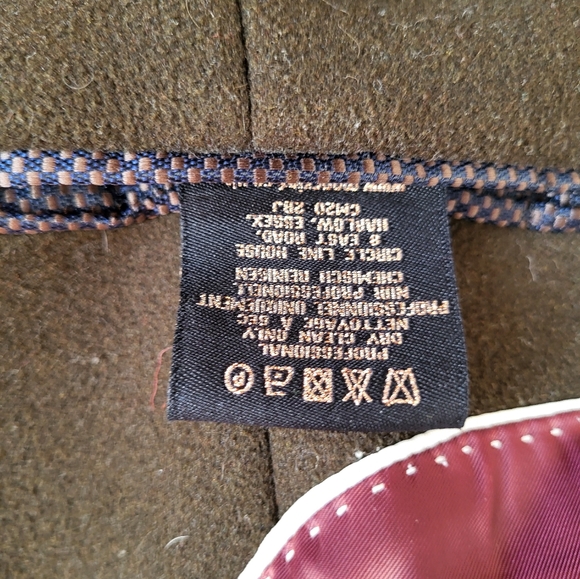 PROFESSIONAL
DRY CLEAN ONLY
NETTOYAGE A SEC
PROFESSIONNEL UNIQUEMENT
NUR PROFESSIONELL
CHEMISCH REINIGEN
CIRCLE LINE HOUSE
8 EAST ROAD,
HARLOW, ESSEX,
CM20 2BJ